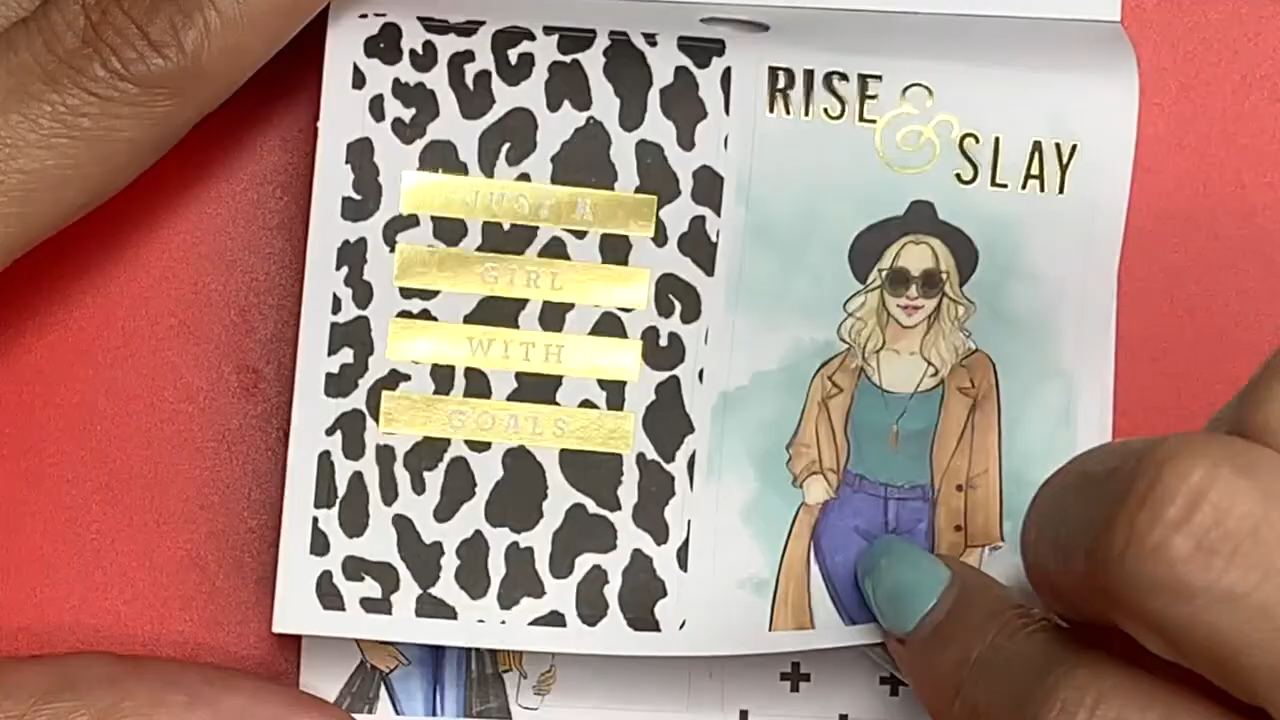 JUST A
GIRL
WITH
GOALS
RISE & SLAY